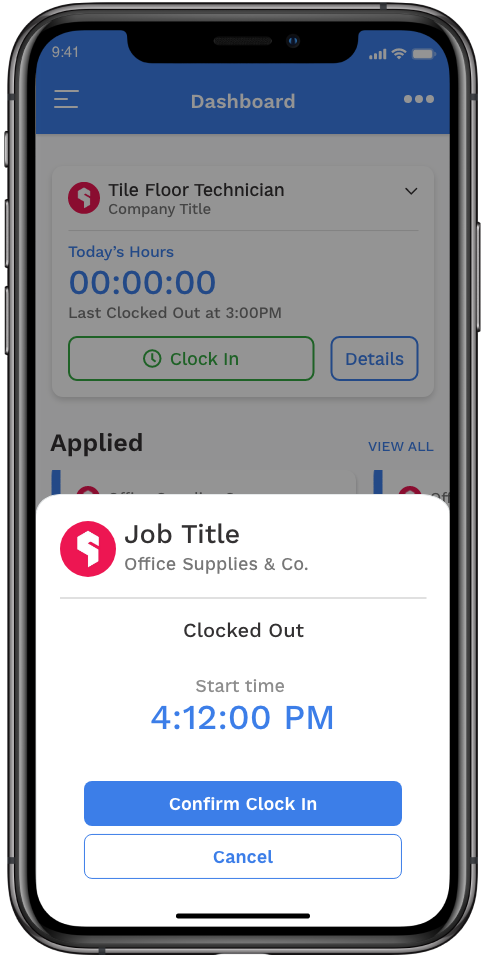 9:41
Dashboard
Tile Floor Technician
Company Title
Today's Hours
00:00:00
Last Clocked Out at 3:00PM
Clock In
Details
Applied
VIEW ALL
Job Title
Office Supplies & Co.
Clocked Out
Start time
4:12:00 PM
Confirm Clock In
Cancel